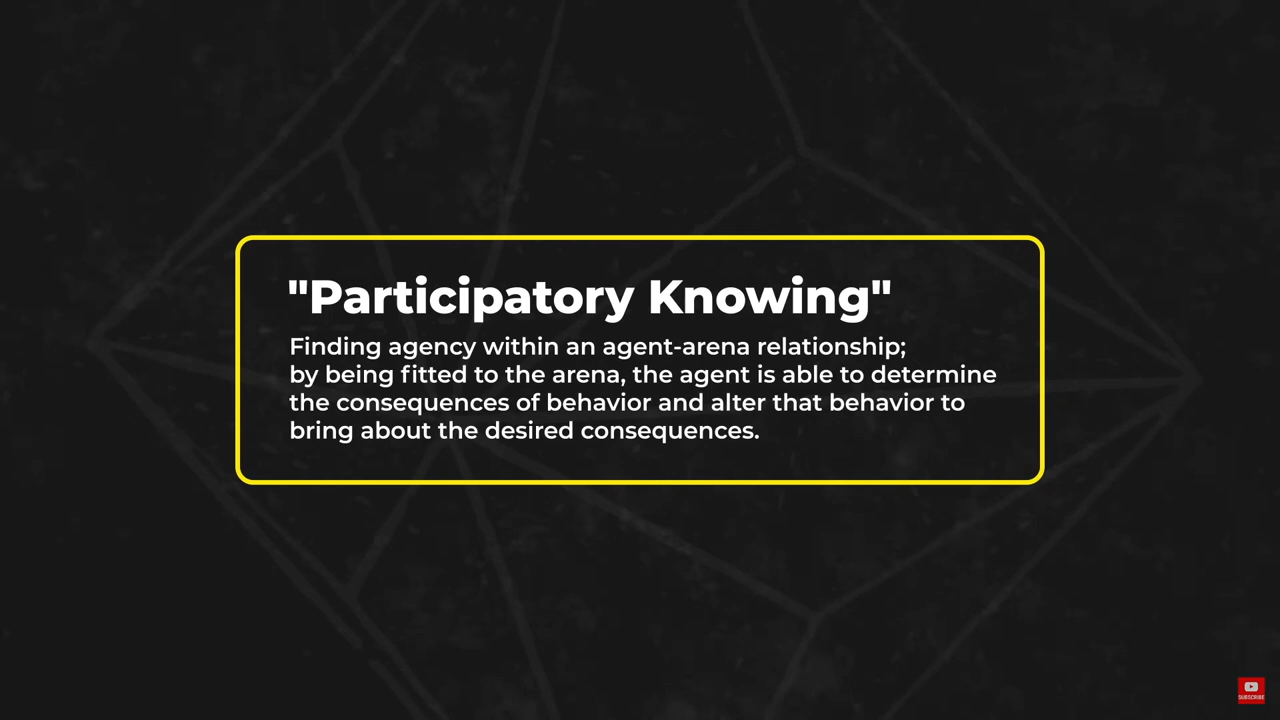 "Participatory Knowing"
Finding agency within an agent-arena relationship;
by being fitted to the arena, the agent is able to determine
the consequences of behavior and alter that behavior to
bring about the desired consequences.
SUBSCRIBE